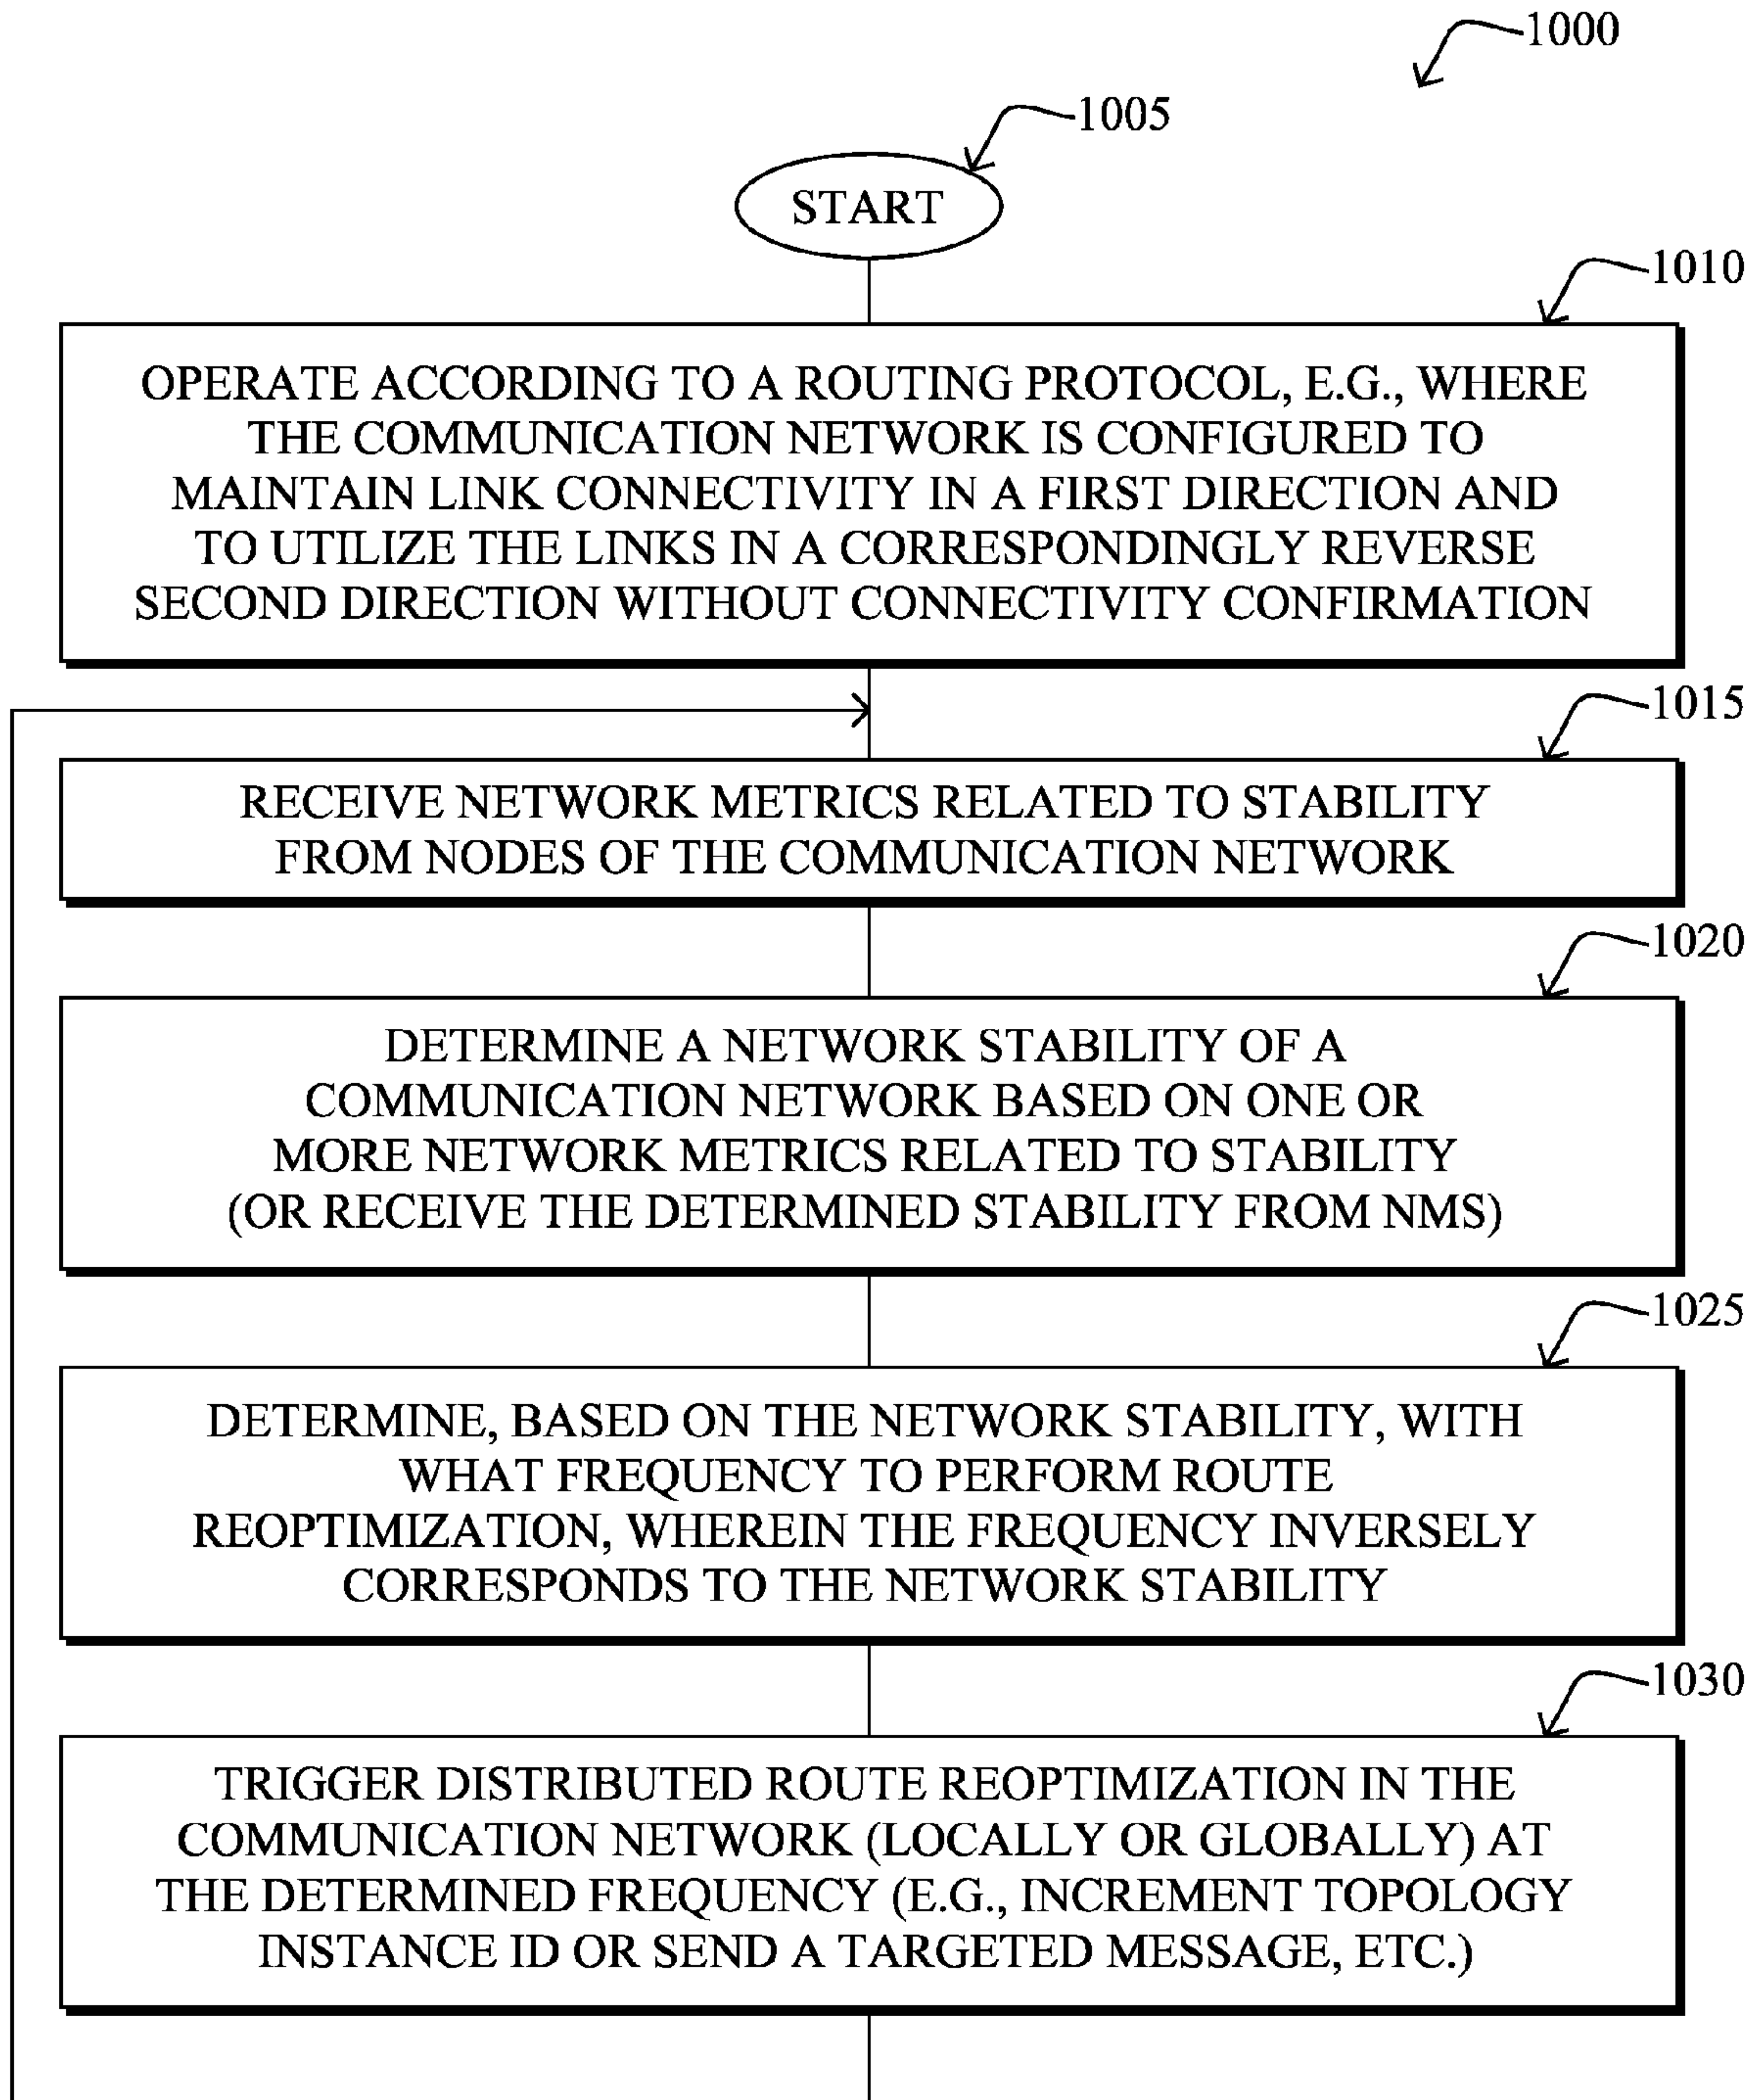 1000
1005
START
1010
OPERATE ACCORDING TO A ROUTING PROTOCOL, E.G., WHERE
THE COMMUNICATION NETWORK IS CONFIGURED TO
MAINTAIN LINK CONNECTIVITY IN A FIRST DIRECTION AND
TO UTILIZE THE LINKS IN A CORRESPONDINGLY REVERSE
SECOND DIRECTION WITHOUT CONNECTIVITY CONFIRMATION
1015
RECEIVE NETWORK METRICS RELATED TO STABILITY
FROM NODES OF THE COMMUNICATION NETWORK
1020
DETERMINE A NETWORK STABILITY OF A
COMMUNICATION NETWORK BASED ON ONE OR
MORE NETWORK METRICS RELATED TO STABILITY
(OR RECEIVE THE DETERMINED STABILITY FROM NMS)
1025
DETERMINE, BASED ON THE NETWORK STABILITY, WITH
WHAT FREQUENCY TO PERFORM ROUTE
REOPTIMIZATION, WHEREIN THE FREQUENCY INVERSELY
CORRESPONDS TO THE NETWORK STABILITY
1030
TRIGGER DISTRIBUTED ROUTE REOPTIMIZATION IN THE
COMMUNICATION NETWORK (LOCALLY OR GLOBALLY) AT
THE DETERMINED FREQUENCY (E.G., INCREMENT TOPOLOGY
INSTANCE ID OR SEND A TARGETED MESSAGE, ETC.)